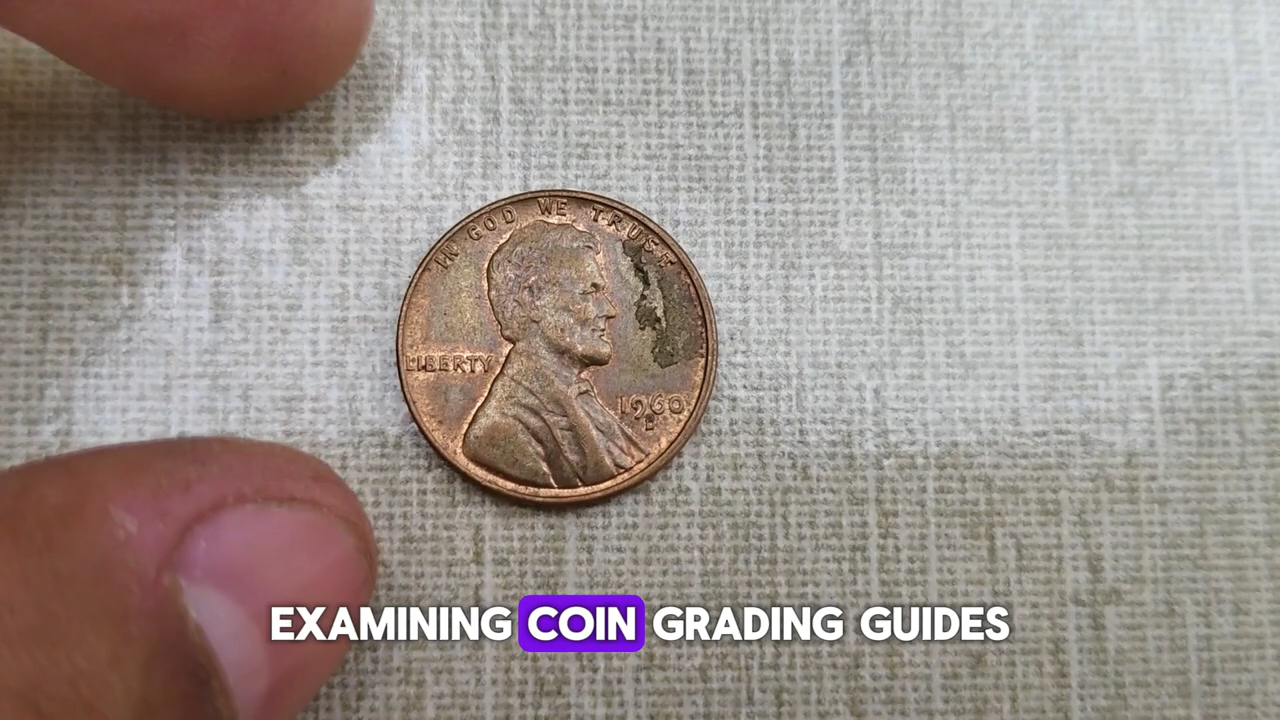 IN GOD WE TRUST
LIBERTY
1960
D
EXAMINING COIN GRADING GUIDES